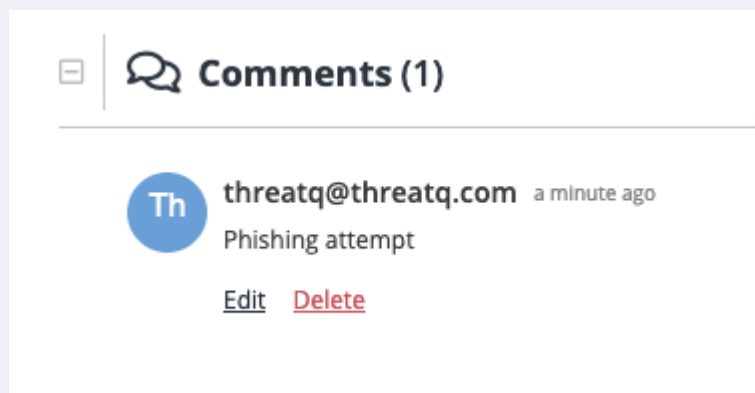 Comments (1)
Th
threatq@threatq.com a minute ago
Phishing attempt
Edit Delete